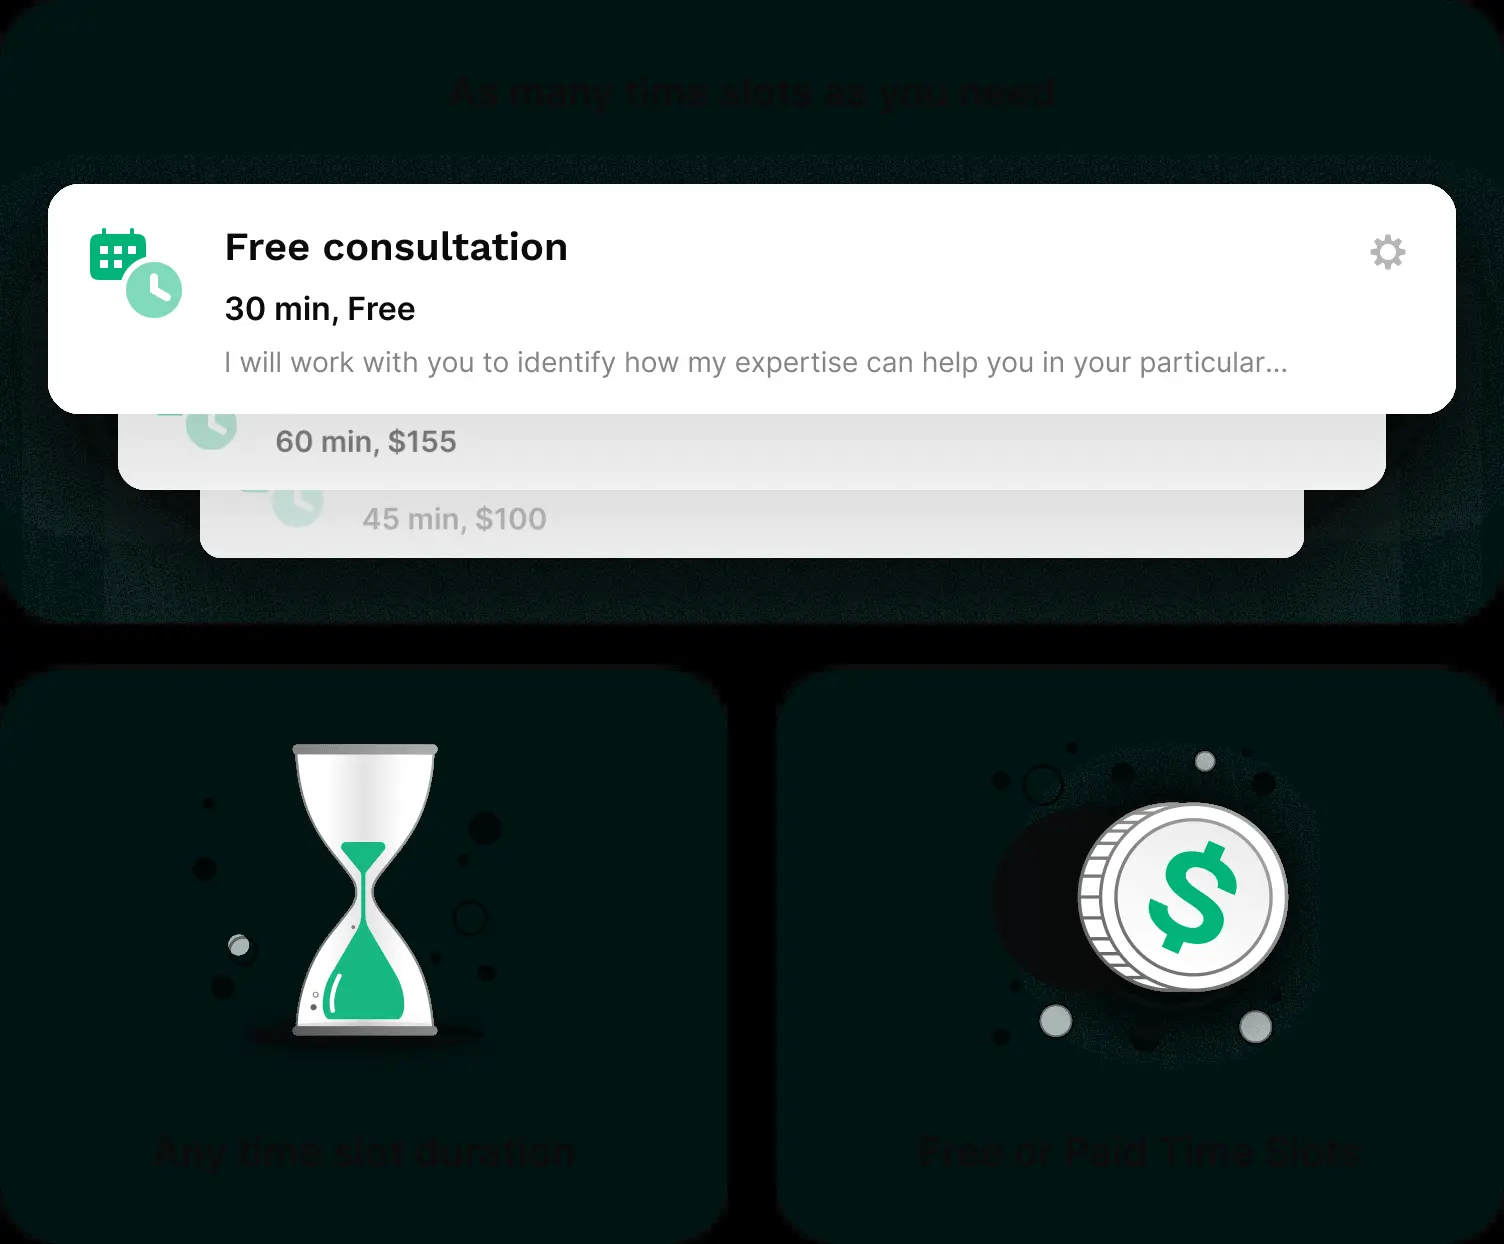 As many time slots as you need
Free consultation
30 min, Free
I will work with you to identify how my expertise can help you in your particular...
60 min, $155
45 min, $100
Any time slot duration
Free or Paid Time Slots